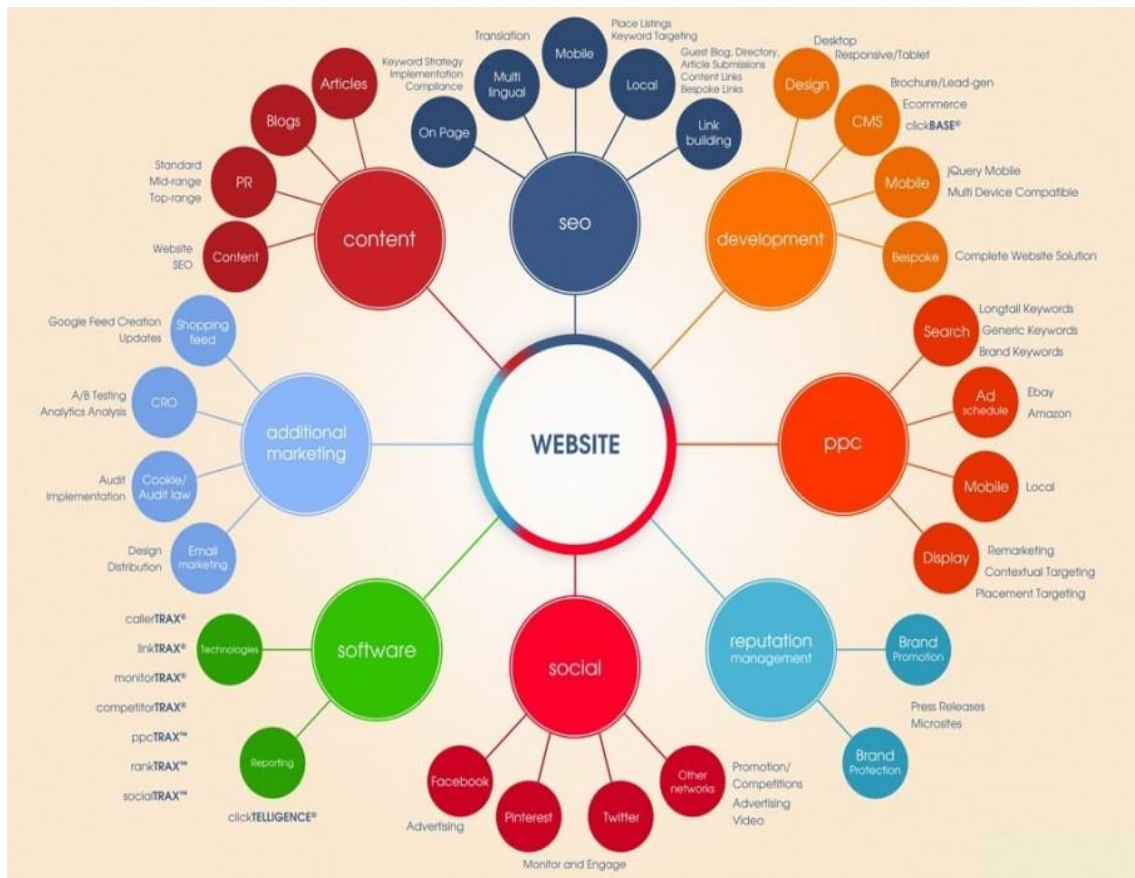 Place Listings
Keyword Targeting
Translation
Mobile
Keyword Strategy
Implementation
Compliance
Multi
lingual
Local
Guest Blog, Directory,
Article Submissions
Content Links
Bespoke Links
On Page
Link
building
seo
Desktop
Responsive/Tablet
Design
Brochure/Lead-gen
Ecommerce
clickBASE®
CMS
Mobile
jQuery Mobile
Multi Device Compatible
Bespoke
Complete Website Solution
development
Articles
Blogs
PR
Standard
Mid-range
Top-range
Content
Website
SEO
content
Shopping
feed
Google Feed Creation
Updates
CRO
A/B Testing
Analytics Analysis
Cookie/
Audit law
Audit
Implementation
Email
marketing
Design
Distribution
additional
marketing
WEBSITE
ppc
Search
Longtail Keywords
Generic Keywords
Brand Keywords
Ad
schedule
Ebay
Amazon
Mobile
Local
Display
Remarketing
Contextual Targeting
Placement Targeting
software
Technologies
callerTRAX®
linkTRAX®
monitorTRAX®
competitorTRAX®
ppcTRAX™
rankTRAX™
socialTRAX™
Reporting
clickTELLIGENCE®
social
Facebook
Advertising
Pinterest
Twitter
Monitor and Engage
Other
networks
Promotion/
Competitions
Advertising
Video
reputation
management
Brand
Promotion
Press Releases
Microsites
Brand
Protection